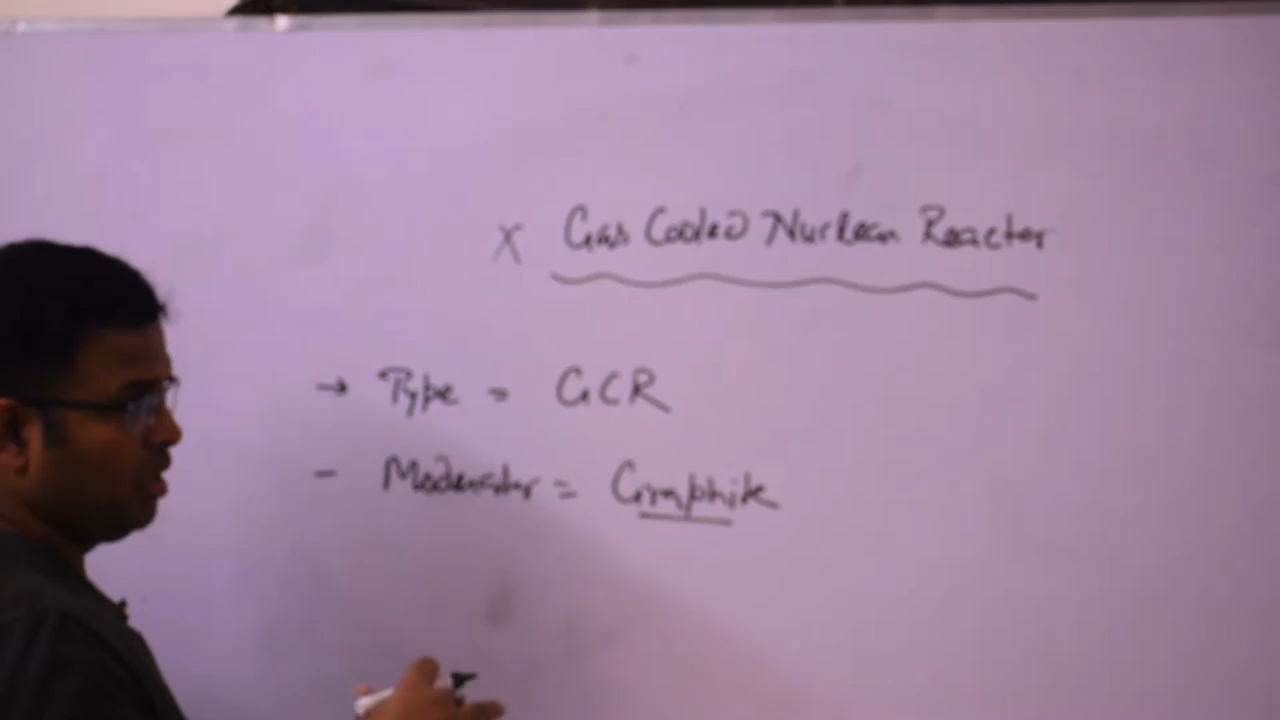 X Gas Cooled Nuclear Reactor
→ Type = GCR
- Moderator = Graphite